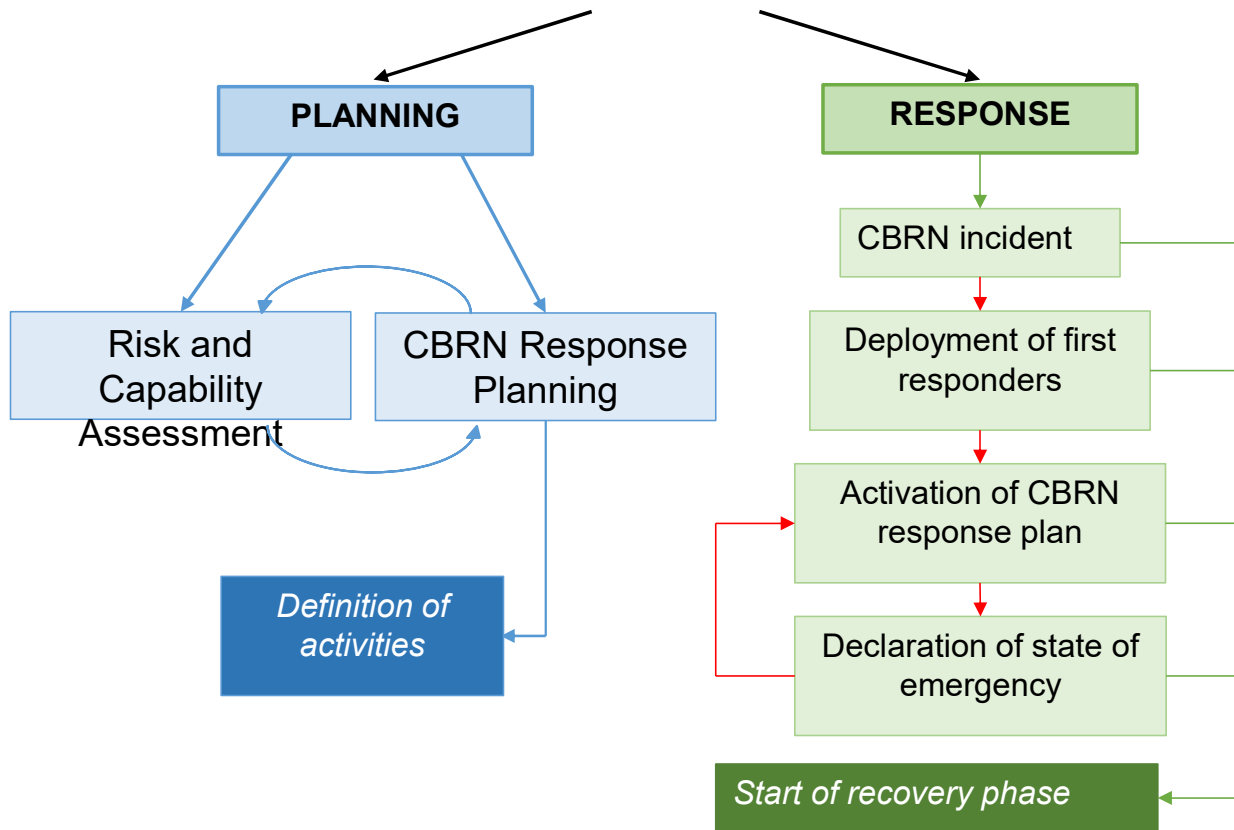 PLANNING
RESPONSE
CBRN incident
Risk and
Capability
Assessment
CBRN Response
Planning
Deployment of first
responders
Activation of CBRN
response plan
Definition of
activities
Declaration of state of
emergency
Start of recovery phase